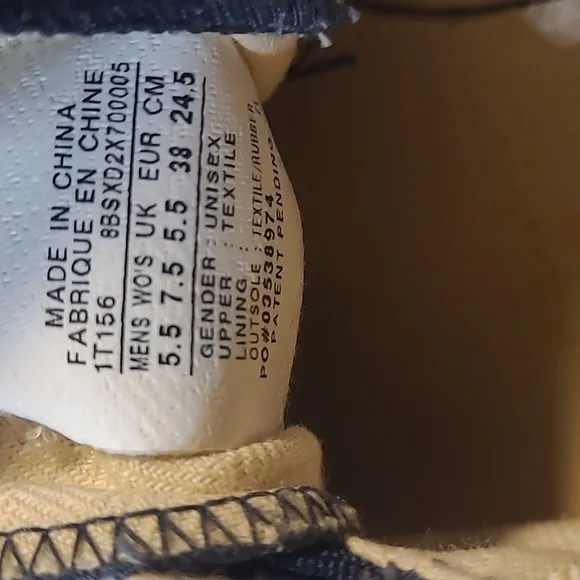 MADE IN CHINA
FABRIQUE EN CHINE
1T156 8BSXD2X700005
MENS WO'S UK EUR CM
5.5 7.5 5.5 38 24.5
GENDER : UNISEX
UPPER : TEXTILE
LINING : TEXTILE
OUTSOLE : TEXTILE/RUBBER
PO#03538974
PATENT PENDING